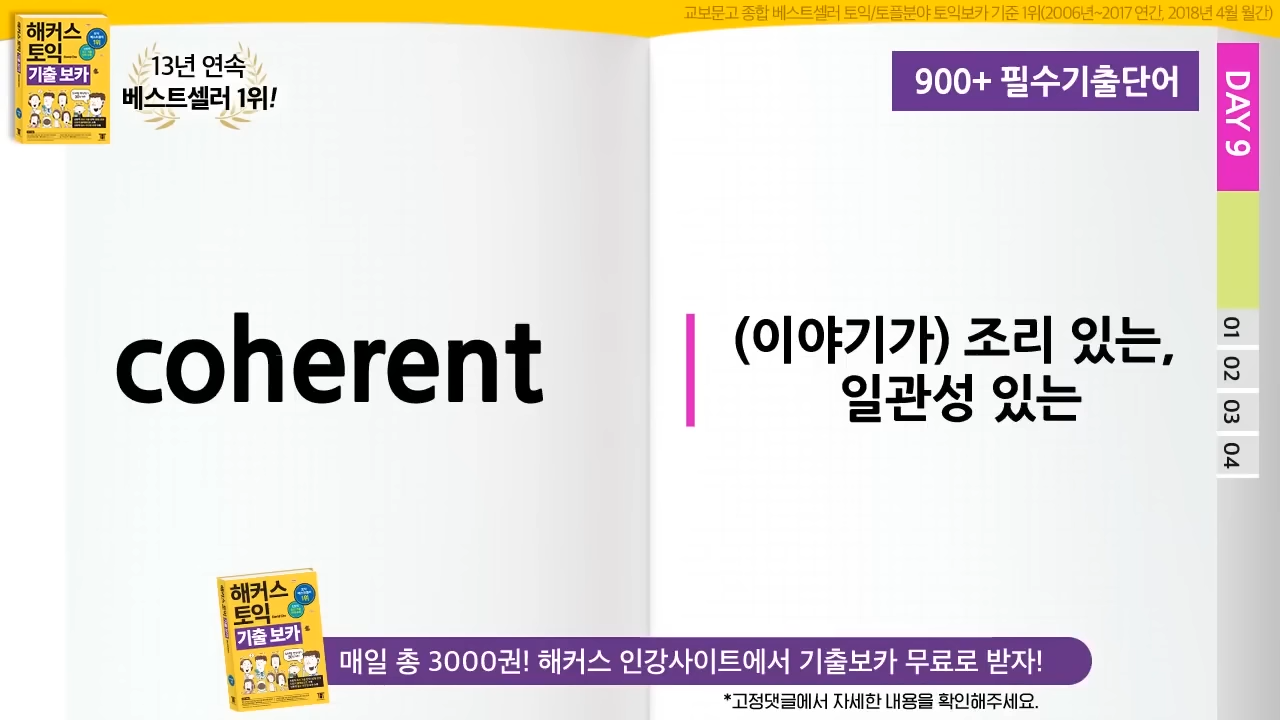 교보문고 종합 베스트셀러 토익/토플분야 토익보카 기준 1위(2006년~2017 연간, 2018년 4월 월간)
해커스
토익
기출 보카
13년 연속
베스트셀러 1위!
900+ 필수기출단어
DAY 9
coherent
(이야기가) 조리 있는,
일관성 있는
01
02
03
04
해커스
토익
기출 보카
매일 총 3000권! 해커스 인강사이트에서 기출보카 무료로 받자!
*고정댓글에서 자세한 내용을 확인해주세요.